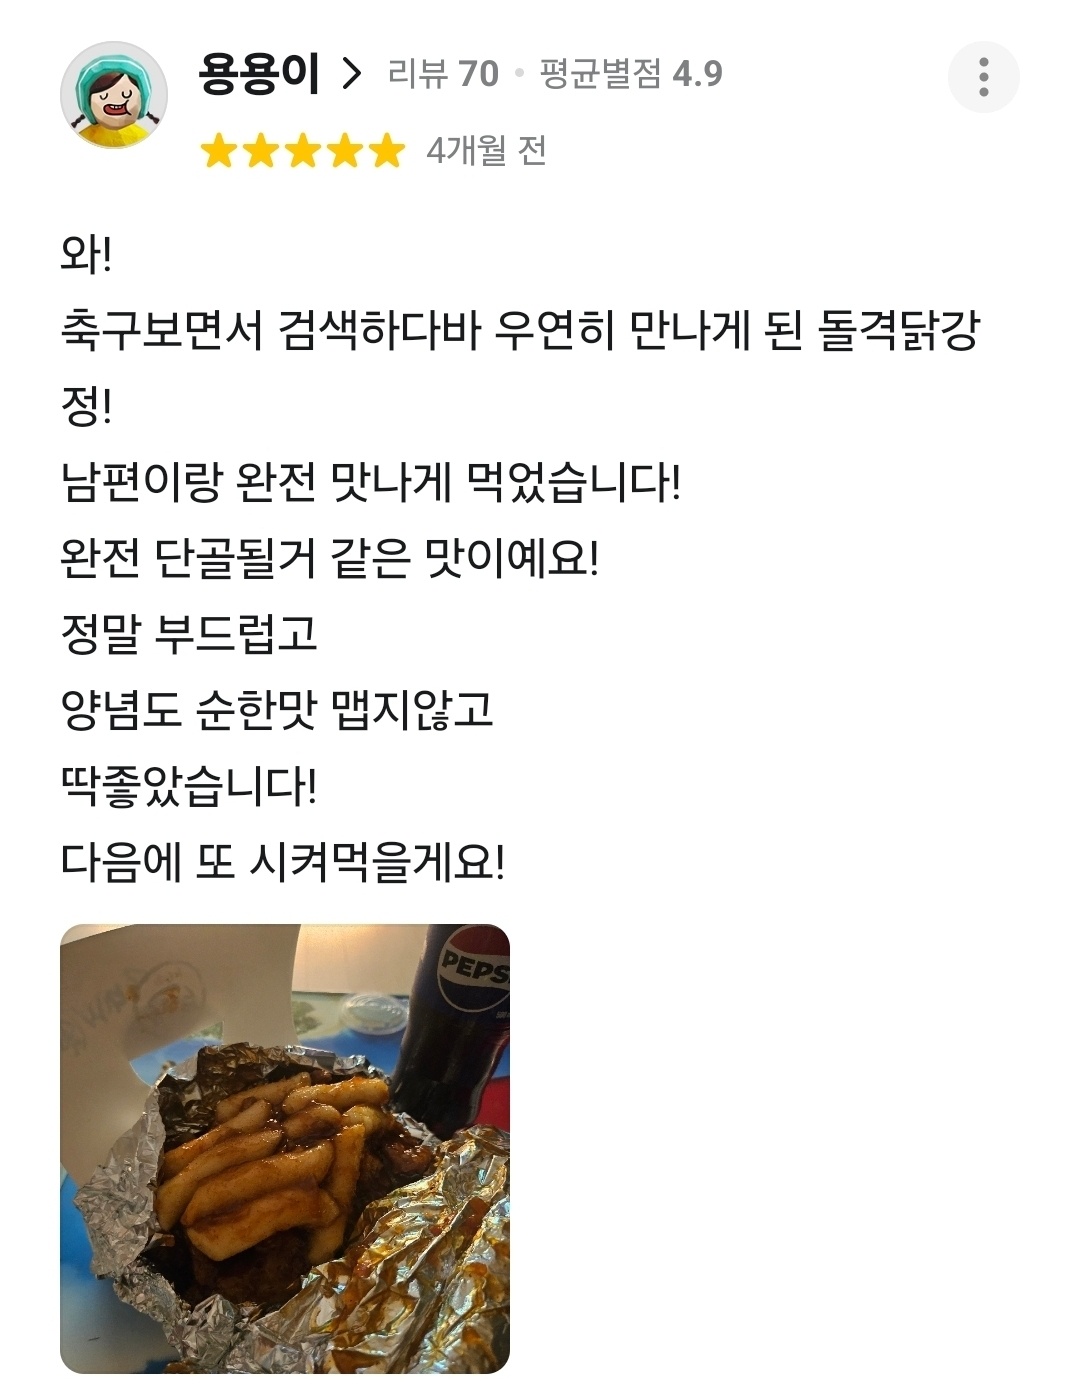 용용이 > 리뷰 70 • 평균별점 4.9
★★★★★ 4개월 전
와!
축구보면서 검색하다바 우연히 만나게 된 돌격닭강
정!
남편이랑 완전 맛나게 먹었습니다!
완전 단골될거 같은 맛이예요!
정말 부드럽고
양념도 순한맛 맵지않고
딱좋았습니다!
다음에 또 시켜먹을게요!
PEPS